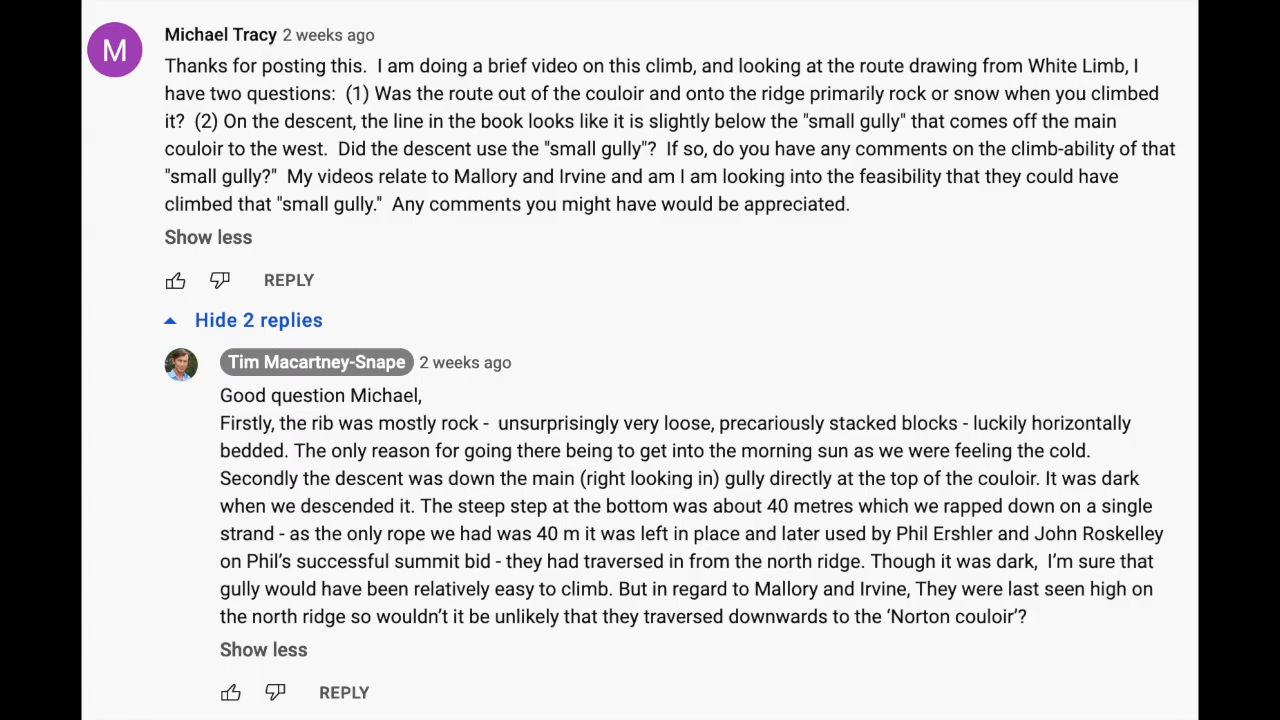 M
Michael Tracy 2 weeks ago
Thanks for posting this.  I am doing a brief video on this climb, and looking at the route drawing from White Limb, I
have two questions:  (1) Was the route out of the couloir and onto the ridge primarily rock or snow when you climbed
it?  (2) On the descent, the line in the book looks like it is slightly below the "small gully" that comes off the main
couloir to the west.  Did the descent use the "small gully"?  If so, do you have any comments on the climb-ability of that
"small gully?"  My videos relate to Mallory and Irvine and am I am looking into the feasibility that they could have
climbed that "small gully."  Any comments you might have would be appreciated.
Show less
REPLY
Hide 2 replies
Tim Macartney-Snape 2 weeks ago
Good question Michael,
Firstly, the rib was mostly rock -  unsurprisingly very loose, precariously stacked blocks - luckily horizontally
bedded. The only reason for going there being to get into the morning sun as we were feeling the cold.
Secondly the descent was down the main (right looking in) gully directly at the top of the couloir. It was dark
when we descended it. The steep step at the bottom was about 40 metres which we rapped down on a single
strand - as the only rope we had was 40 m it was left in place and later used by Phil Ershler and John Roskelley
on Phil's successful summit bid - they had traversed in from the north ridge. Though it was dark,  I'm sure that
gully would have been relatively easy to climb. But in regard to Mallory and Irvine, They were last seen high on
the north ridge so wouldn't it be unlikely that they traversed downwards to the 'Norton couloir'?
Show less
REPLY